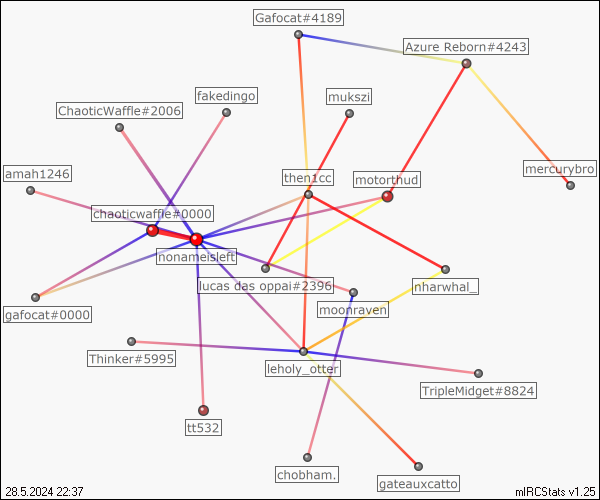 Gafocat#4189
Azure Reborn#4243
fakedingo
mukszi
ChaoticWaffle#2006
amah1246
then1cc
motorthud
mercurybro
chaoticwaffle#0000
nonameisleft
lucas das oppai#2396
nharwhal_
moonraven
gafocat#0000
Thinker#5995
leholy_otter
TripleMidget#8824
tt532
chobham.
gateauxcatto
28.5.2024 22:37
mIRCStats v1.25